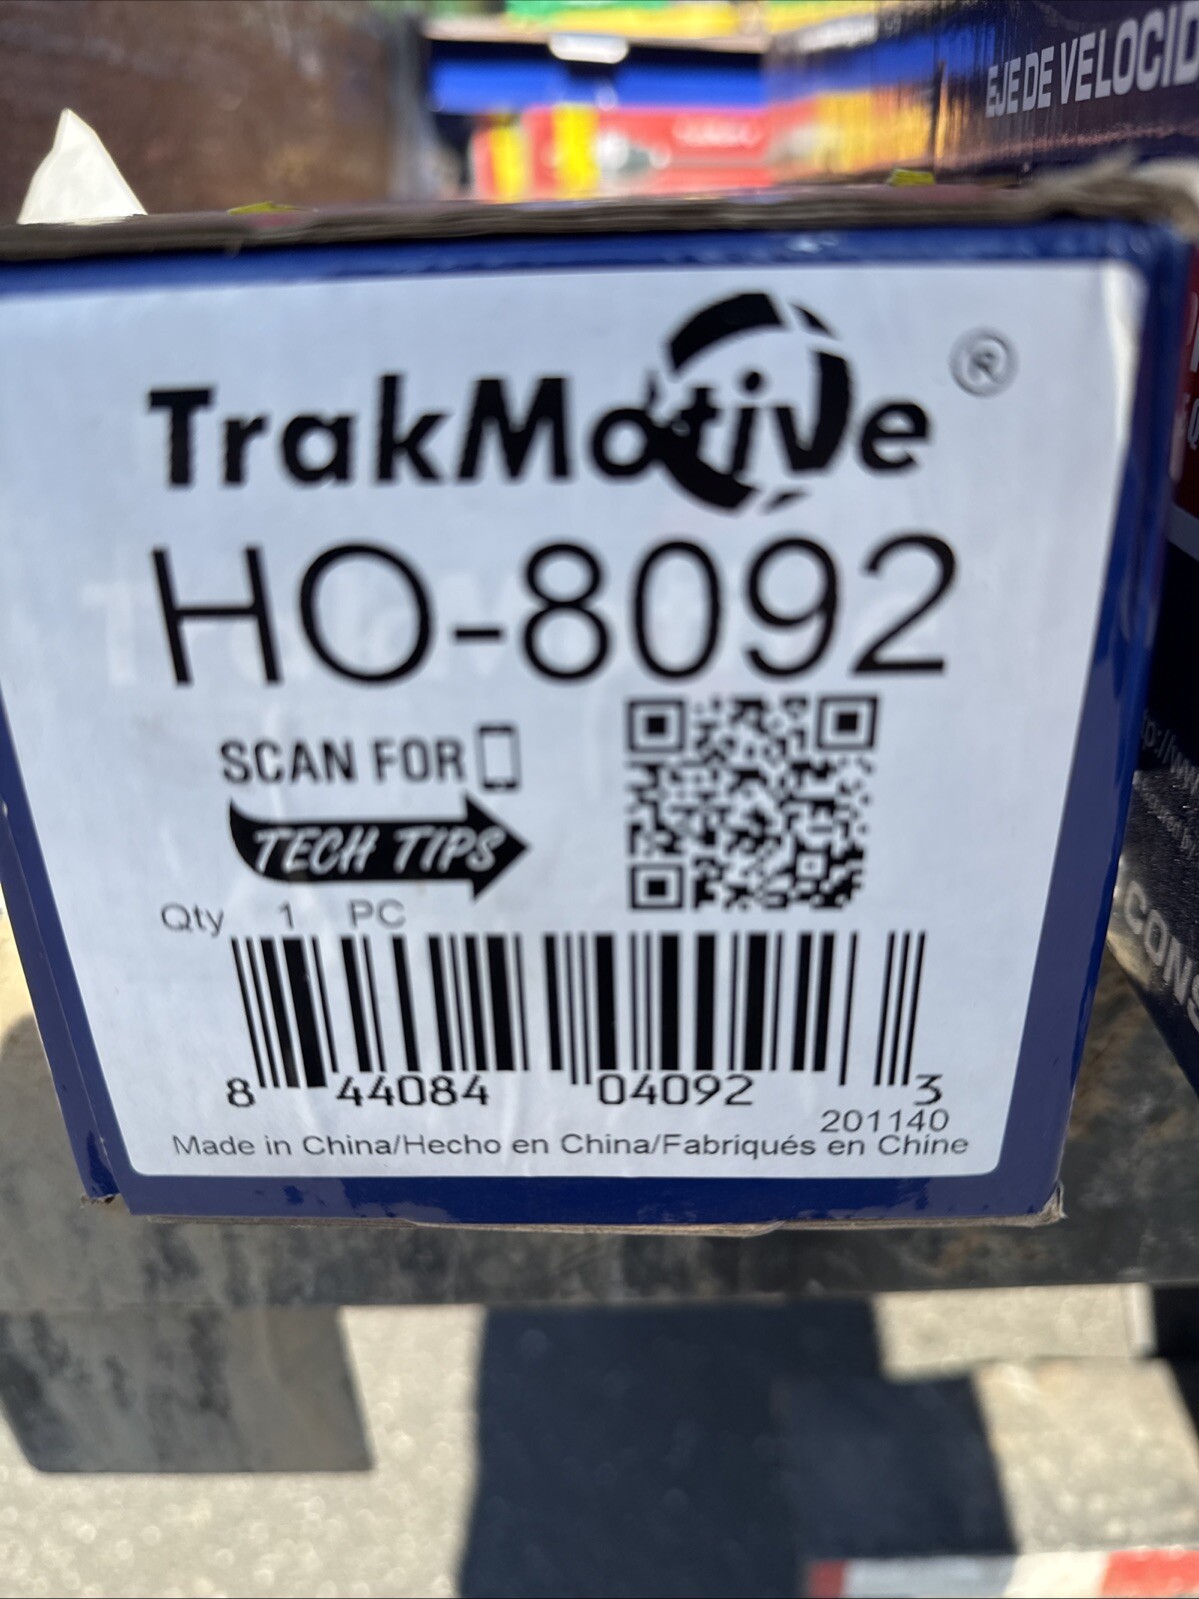 EJE DE VELOCID
TrakMotive ®
HO-8092
SCAN FOR
TECH TIPS
Qty 1 PC
8 44084 04092 3
201140
Made in China/Hecho en China/Fabriqués en Chine
CONS